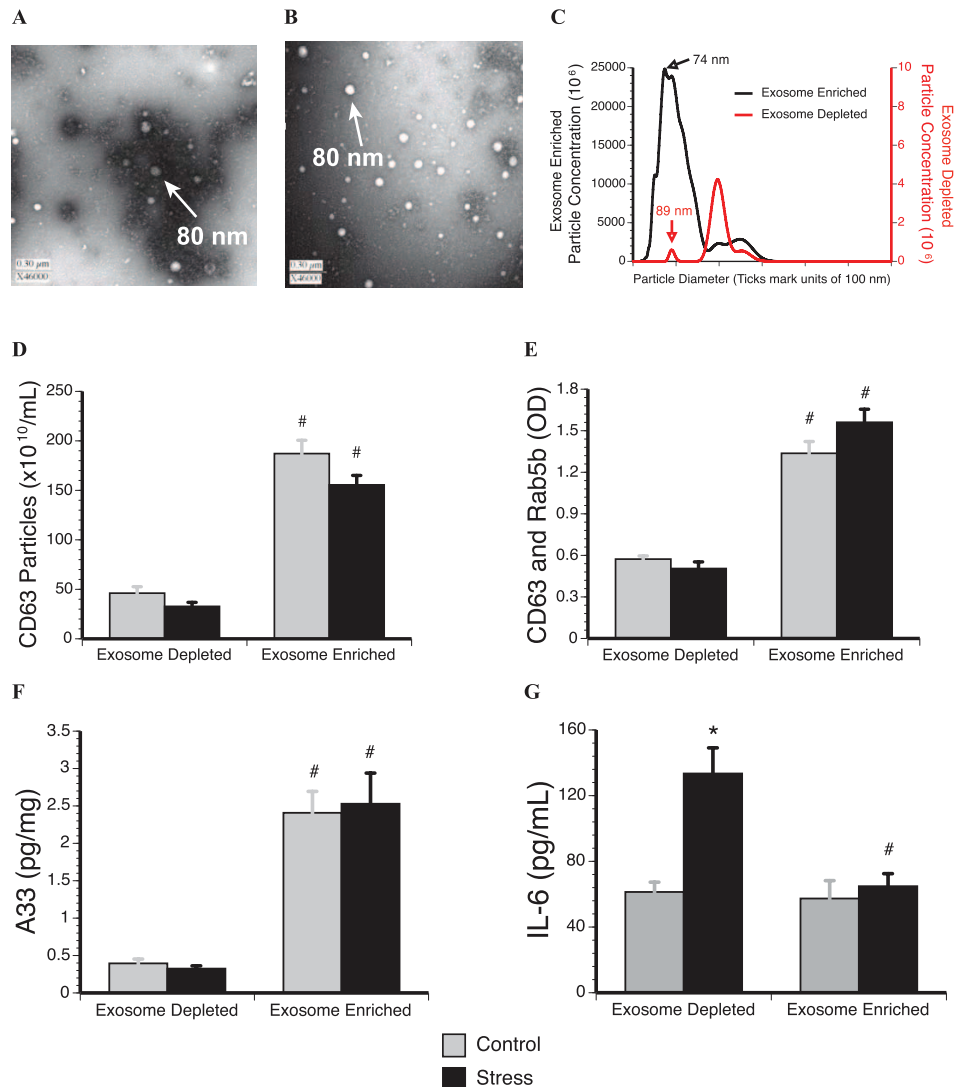 A
B
C
80 nm
0.30 μm
X46000
80 nm
0.30 μm
X46000
Exosome Enriched
Particle Concentration (10⁶)
25000
20000
15000
10000
5000
0
74 nm
Exosome Enriched
Exosome Depleted
89 nm
10
8
6
4
2
0
Exosome Depleted
Particle Concentration (10⁶)
Particle Diameter (Ticks mark units of 100 nm)
D
CD63 Particles (x10¹⁰/mL)
250
200
150
100
50
0
#
#
Exosome Depleted
Exosome Enriched
E
CD63 and Rab5b (OD)
1.8
1.5
1.2
0.9
0.6
0.3
0
#
#
Exosome Depleted
Exosome Enriched
F
A33 (pg/mg)
3.5
3
2.5
2
1.5
1
0.5
0
#
#
Exosome Depleted
Exosome Enriched
G
IL-6 (pg/mL)
160
120
80
40
0
*
#
Exosome Depleted
Exosome Enriched
Control
Stress